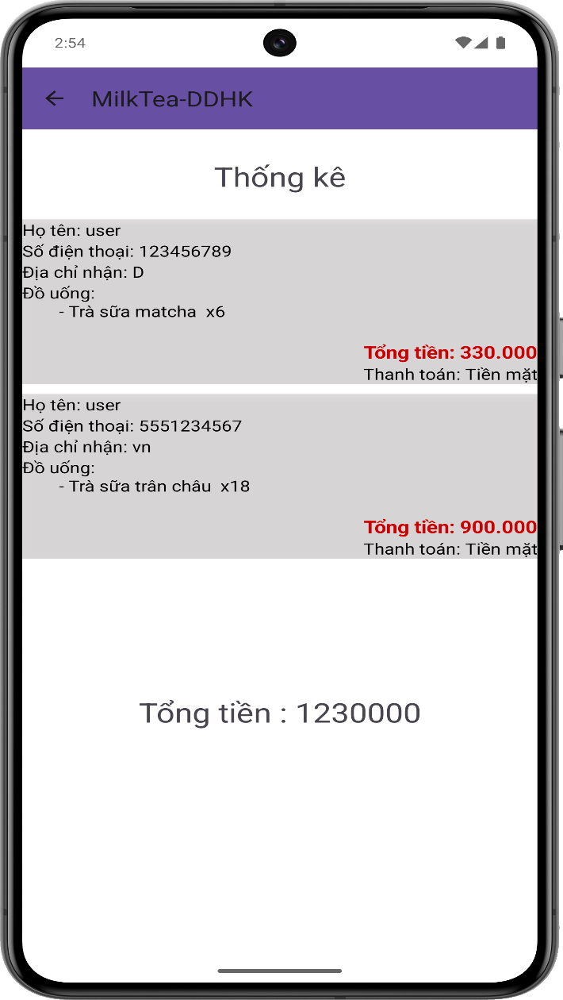 2:54
MilkTea-DDHK
Thống kê
Họ tên: user
Số điện thoại: 123456789
Địa chỉ nhận: D
Đồ uống:
- Trà sữa matcha x6
Tổng tiền: 330.000
Thanh toán: Tiền mặt
Họ tên: user
Số điện thoại: 5551234567
Địa chỉ nhận: vn
Đồ uống:
- Trà sữa trân châu x18
Tổng tiền: 900.000
Thanh toán: Tiền mặt
Tổng tiền : 1230000